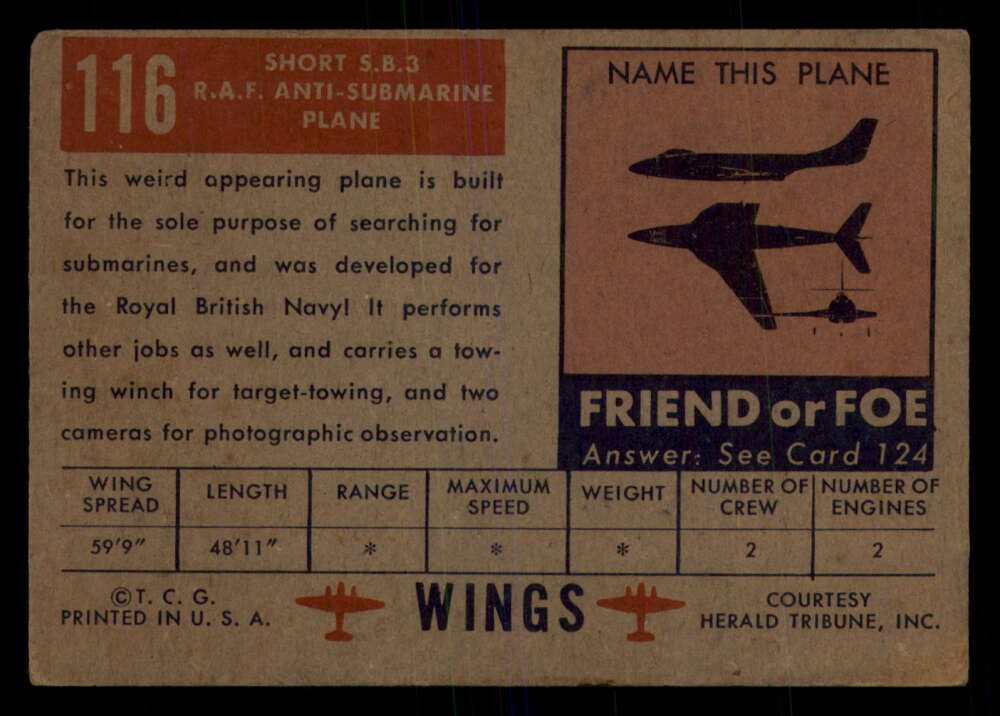 116
SHORT S.B.3
R.A.F. ANTI-SUBMARINE
PLANE
This weird appearing plane is built
for the sole purpose of searching for
submarines, and was developed for
the Royal British Navy! It performs
other jobs as well, and carries a tow-
ing winch for target-towing, and two
cameras for photographic observation.
NAME THIS PLANE
FRIEND or FOE
Answer: See Card 124
WING SPREAD LENGTH RANGE MAXIMUM SPEED WEIGHT NUMBER OF CREW NUMBER OF ENGINES
59'9" 48'11" * * * 2 2
©T. C. G.
PRINTED IN U. S. A.
WINGS
COURTESY
HERALD TRIBUNE, INC.